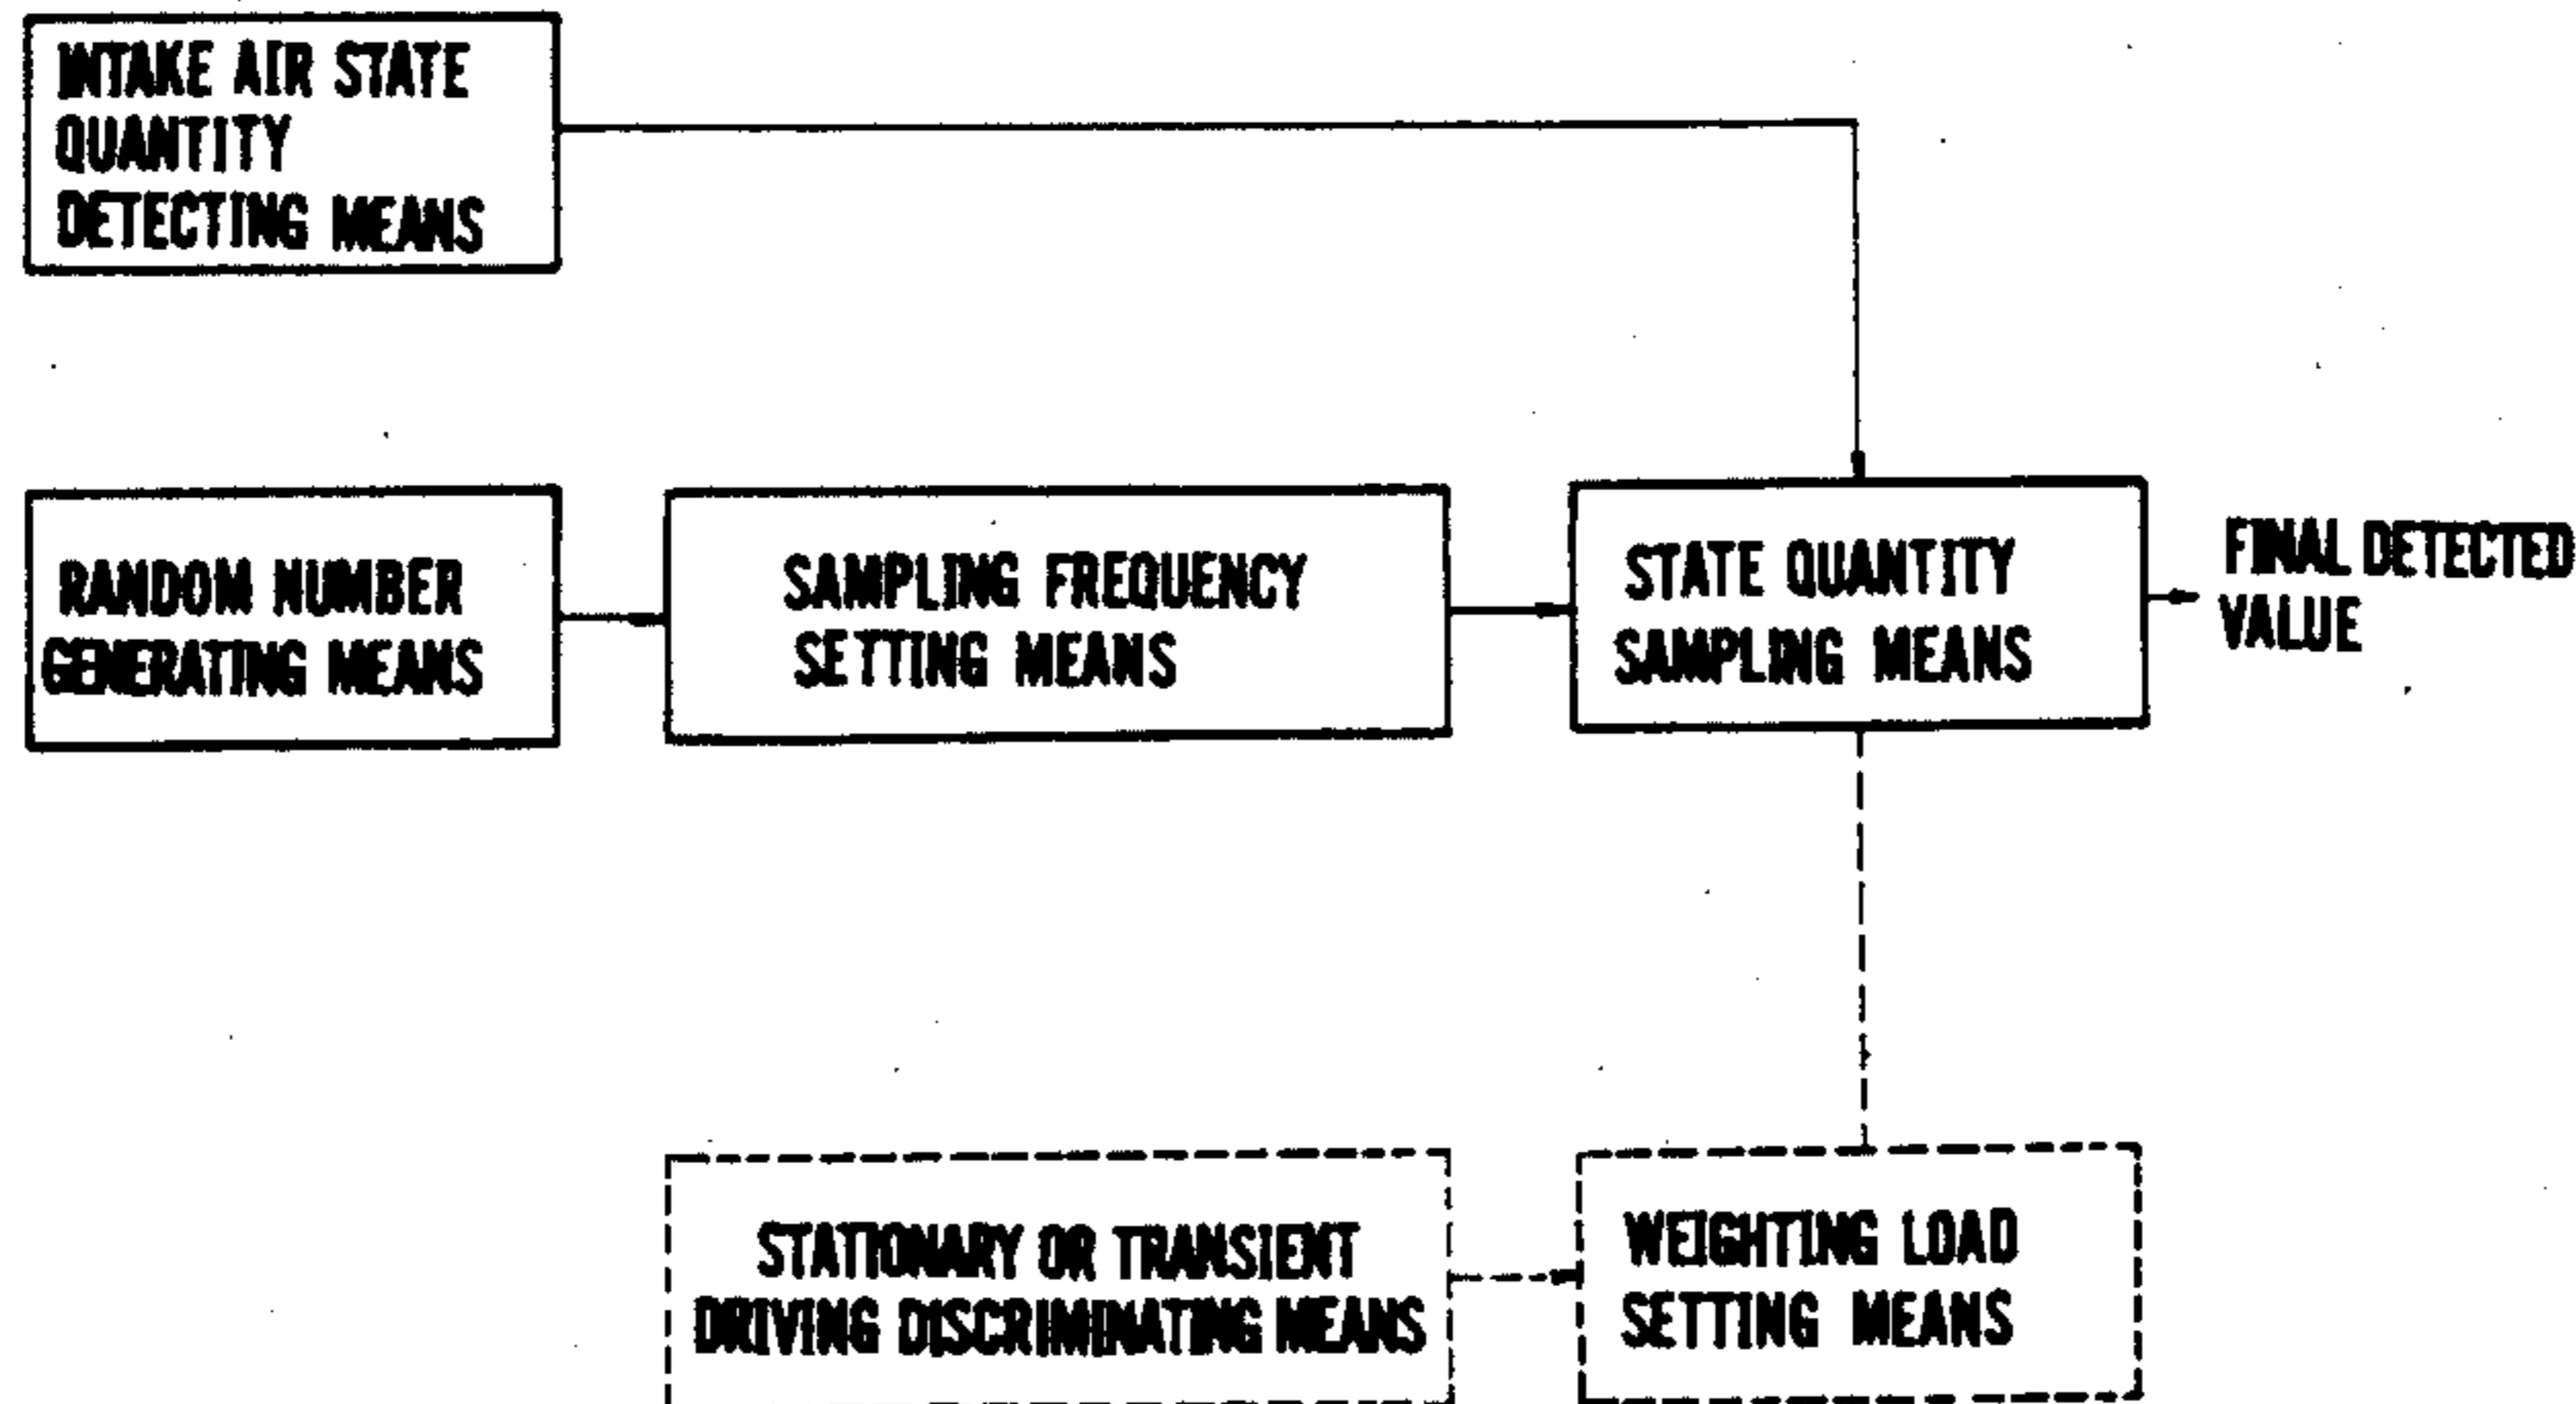 INTAKE AIR STATE
QUANTITY
DETECTING MEANS
RANDOM NUMBER
GENERATING MEANS
SAMPLING FREQUENCY
SETTING MEANS
STATE QUANTITY
SAMPLING MEANS
FINAL DETECTED
VALUE
STATIONARY OR TRANSIENT
DRIVING DISCRIMINATING MEANS
WEIGHTING LOAD
SETTING MEANS